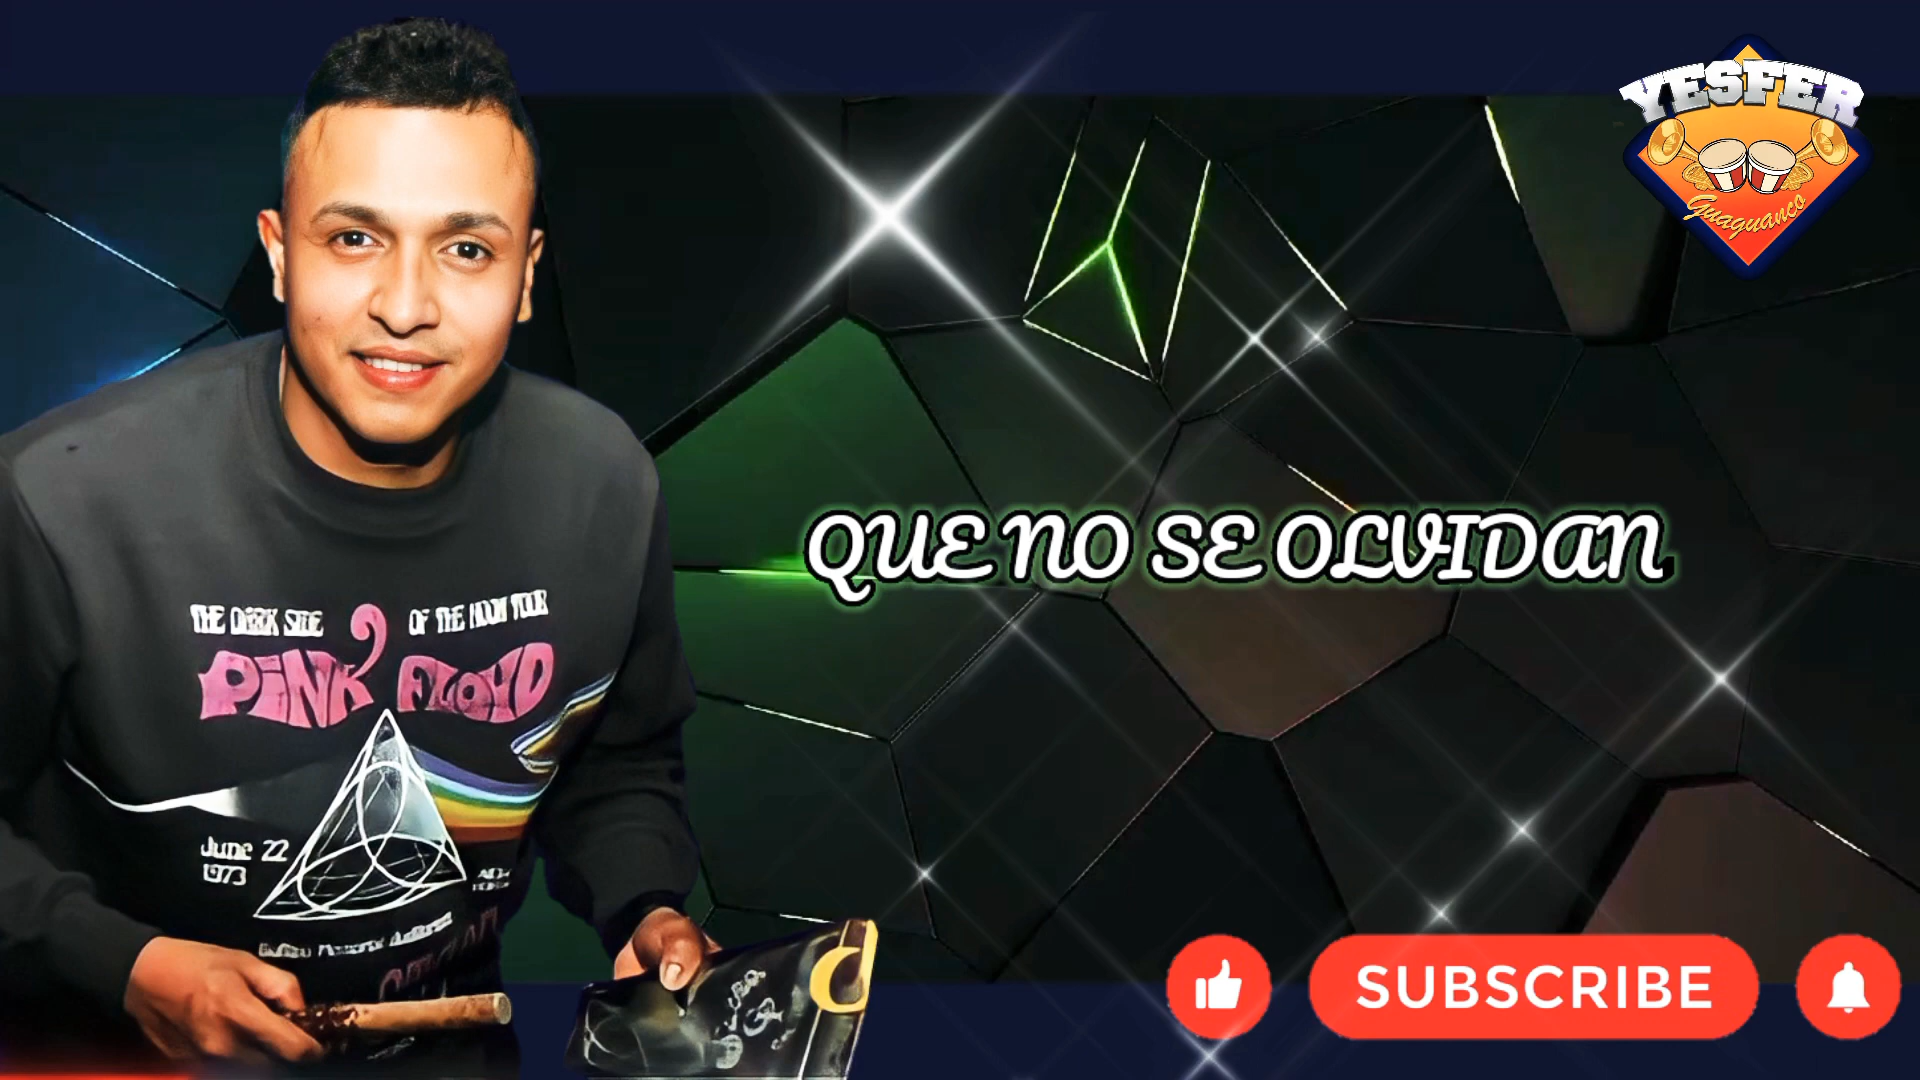 YESFER
Guaguanco
QUE NO SE OLVIDAN
THE DARK SIDE OF THE MOON TOUR
PINK FLOYD
June 22
1973
SUBSCRIBE